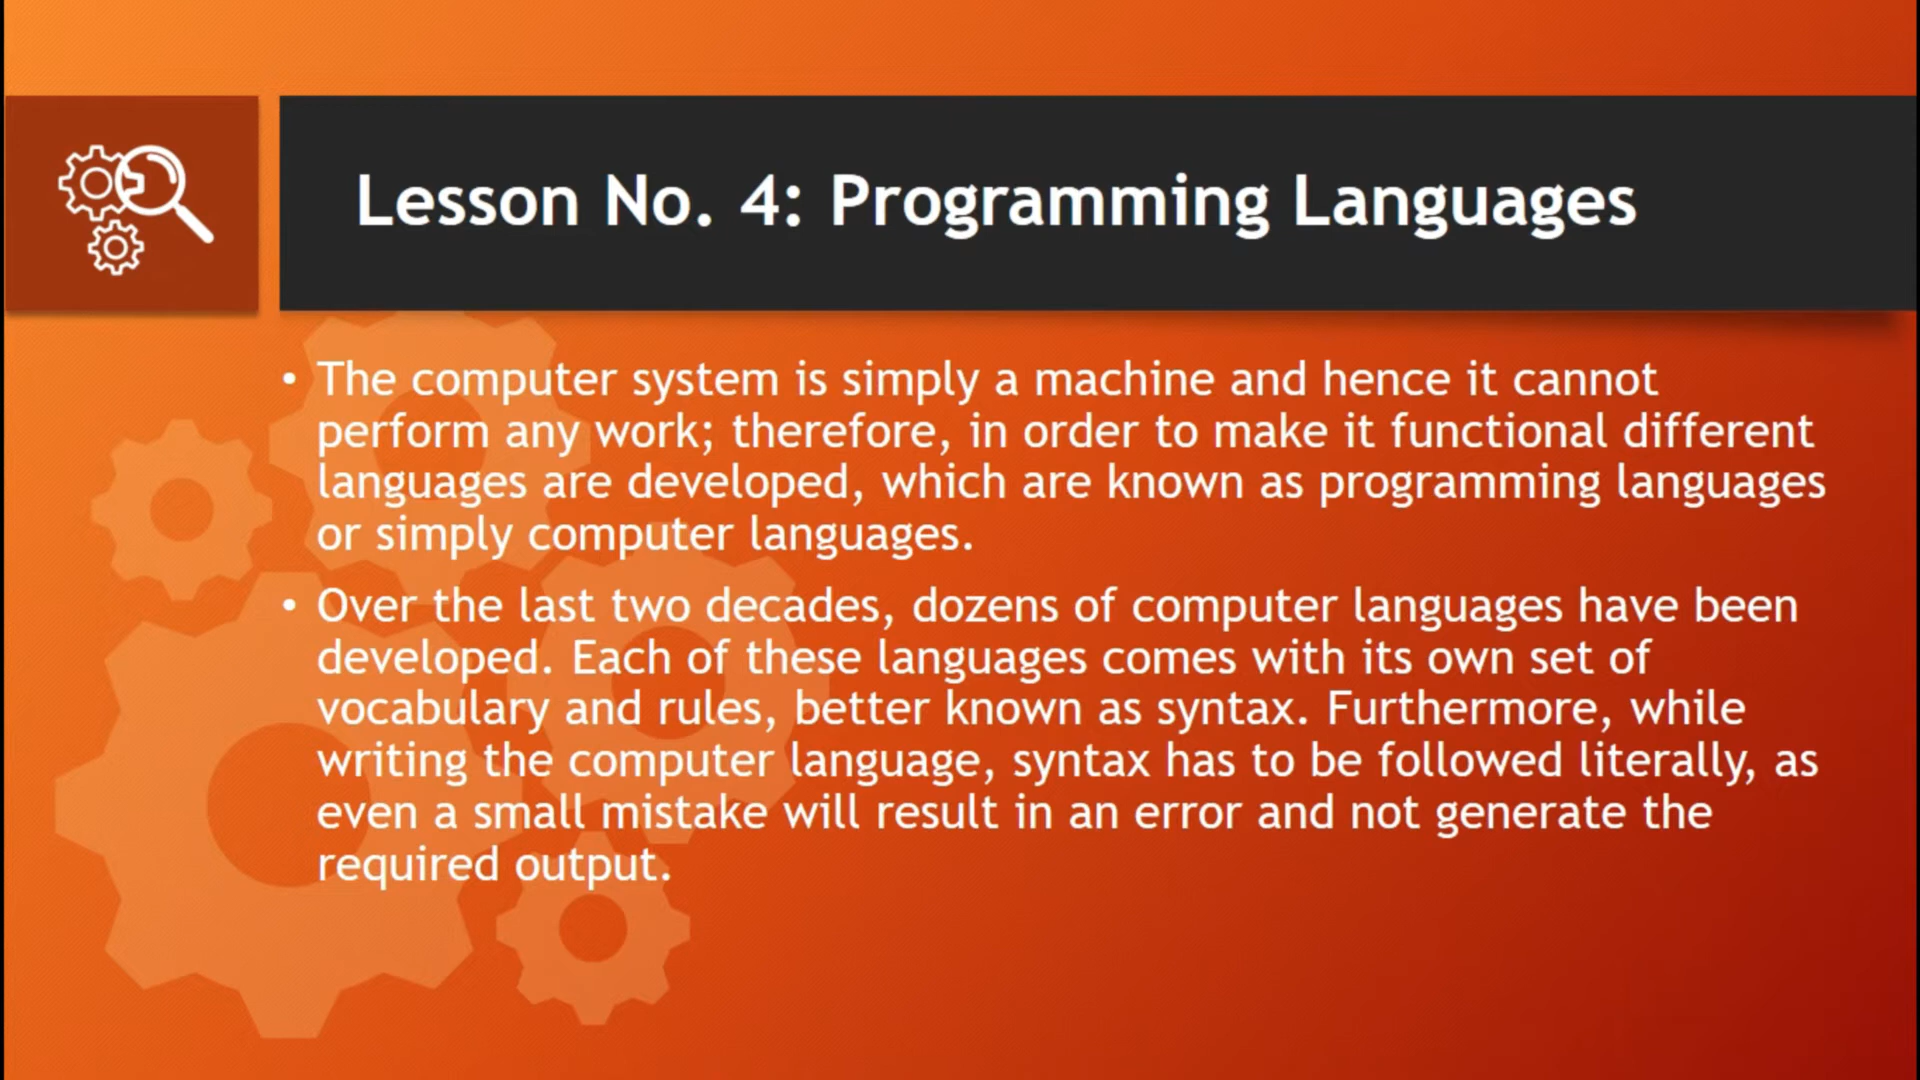 Lesson No. 4: Programming Languages
• The computer system is simply a machine and hence it cannot
perform any work; therefore, in order to make it functional different
languages are developed, which are known as programming languages
or simply computer languages.
• Over the last two decades, dozens of computer languages have been
developed. Each of these languages comes with its own set of
vocabulary and rules, better known as syntax. Furthermore, while
writing the computer language, syntax has to be followed literally, as
even a small mistake will result in an error and not generate the
required output.